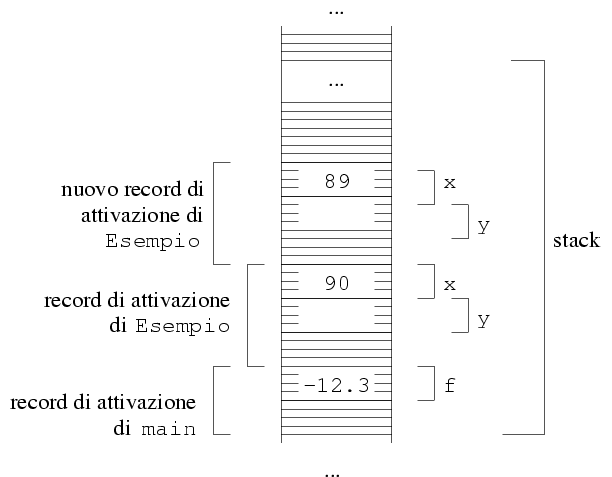 ...
...
nuovo record di
attivazione di
Esempio
89
x
y
stack
record di attivazione
di Esempio
90
x
y
record di attivazione
di main
-12.3
f
...